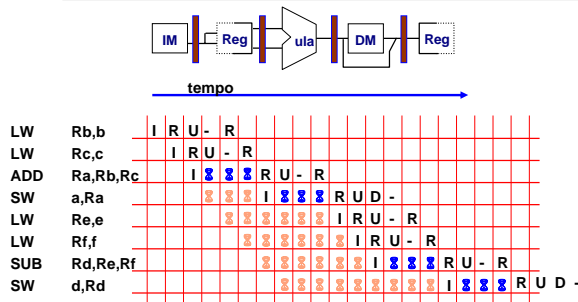 IM Reg ula DM Reg
tempo
LW Rb,b I R U - R
LW Rc,c I R U - R
ADD Ra,Rb,Rc I R U - R
SW a,Ra I R U D -
LW Re,e I R U - R
LW Rf,f I R U - R
SUB Rd,Re,Rf I R U - R
SW d,Rd I R U D -